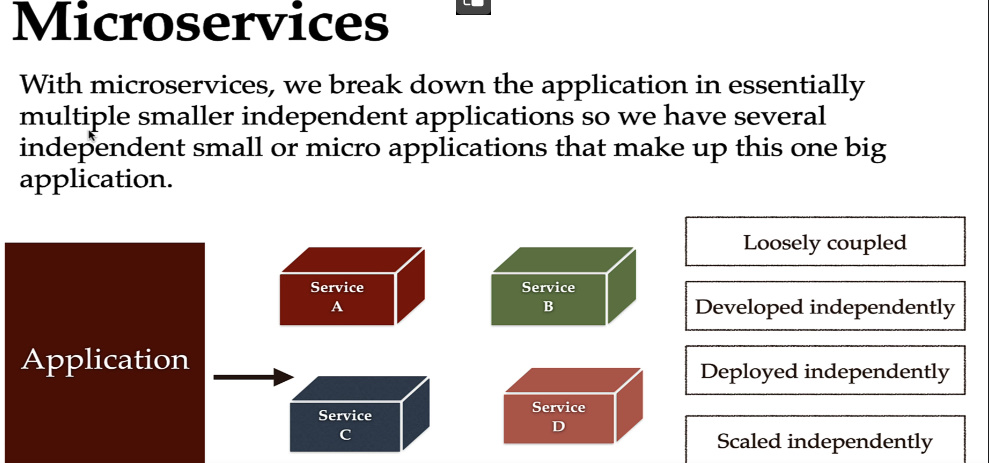 Microservices
With microservices, we break down the application in essentially
multiple smaller independent applications so we have several
independent small or micro applications that make up this one big
application.
Application
Service
A
Service
B
Service
C
Service
D
Loosely coupled
Developed independently
Deployed independently
Scaled independently